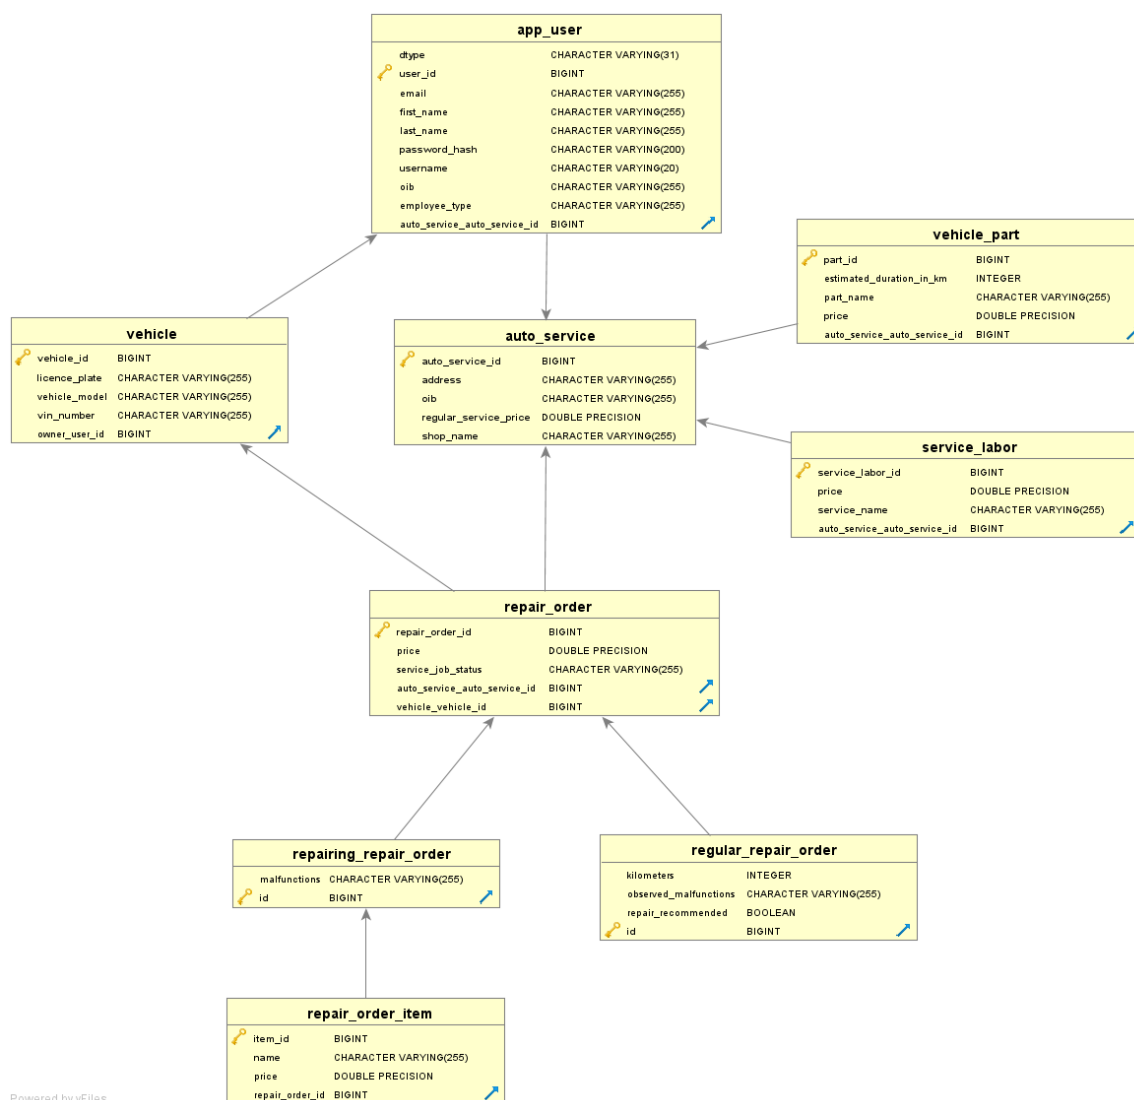 app_user
dtype CHARACTER VARYING(31)
user_id BIGINT
email CHARACTER VARYING(255)
first_name CHARACTER VARYING(255)
last_name CHARACTER VARYING(255)
password_hash CHARACTER VARYING(200)
username CHARACTER VARYING(20)
oib CHARACTER VARYING(255)
employee_type CHARACTER VARYING(255)
auto_service_auto_service_id BIGINT
vehicle_part
part_id BIGINT
estimated_duration_in_km INTEGER
part_name CHARACTER VARYING(255)
price DOUBLE PRECISION
auto_service_auto_service_id BIGINT
vehicle
vehicle_id BIGINT
licence_plate CHARACTER VARYING(255)
vehicle_model CHARACTER VARYING(255)
vin_number CHARACTER VARYING(255)
owner_user_id BIGINT
auto_service
auto_service_id BIGINT
address CHARACTER VARYING(255)
oib CHARACTER VARYING(255)
regular_service_price DOUBLE PRECISION
shop_name CHARACTER VARYING(255)
service_labor
service_labor_id BIGINT
price DOUBLE PRECISION
service_name CHARACTER VARYING(255)
auto_service_auto_service_id BIGINT
repair_order
repair_order_id BIGINT
price DOUBLE PRECISION
service_job_status CHARACTER VARYING(255)
auto_service_auto_service_id BIGINT
vehicle_vehicle_id BIGINT
repairing_repair_order
malfunctions CHARACTER VARYING(255)
id BIGINT
regular_repair_order
kilometers INTEGER
observed_malfunctions CHARACTER VARYING(255)
repair_recommended BOOLEAN
id BIGINT
repair_order_item
item_id BIGINT
name CHARACTER VARYING(255)
price DOUBLE PRECISION
repair_order_id BIGINT
Powered by yFiles